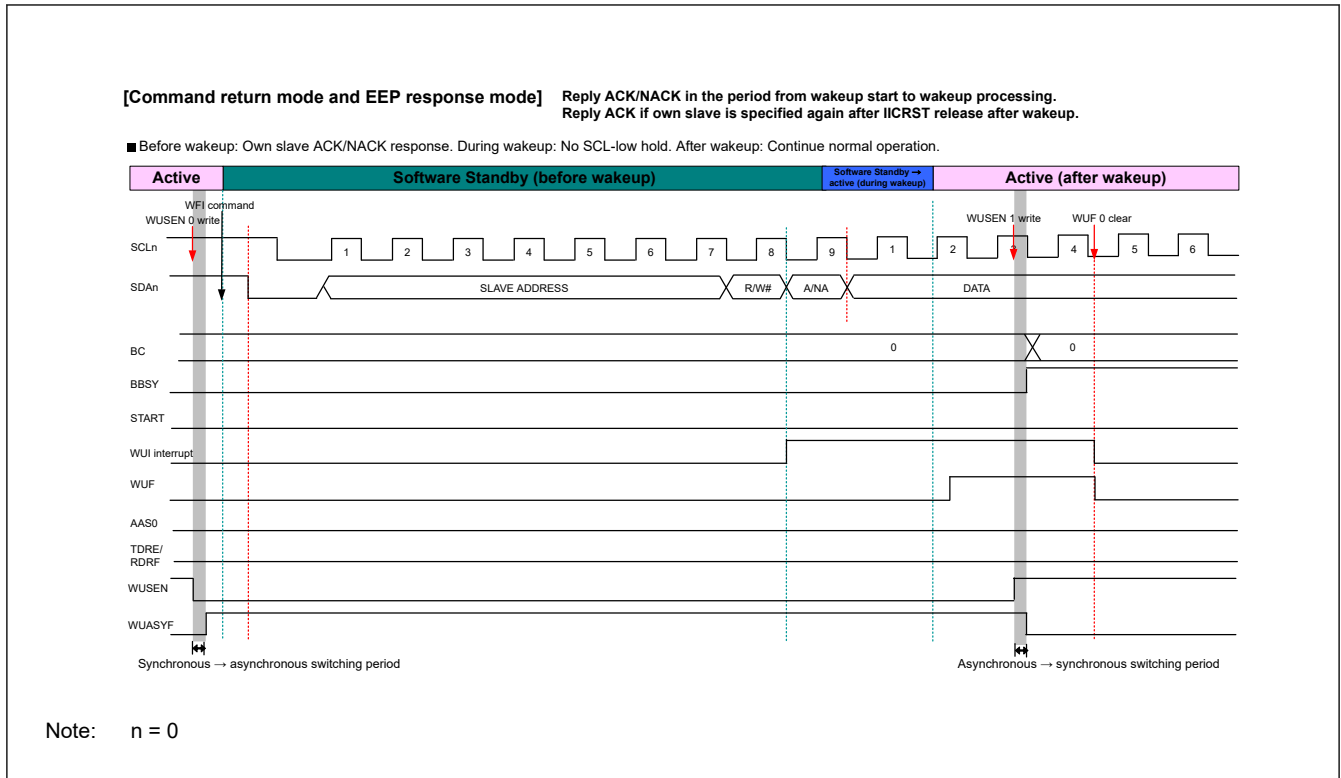 [Command return mode and EEP response mode] Reply ACK/NACK in the period from wakeup start to wakeup processing.
Reply ACK if own slave is specified again after IICRST release after wakeup.
■ Before wakeup: Own slave ACK/NACK response. During wakeup: No SCL-low hold. After wakeup: Continue normal operation.
Active Software Standby (before wakeup) Software Standby → active (during wakeup) Active (after wakeup)
WFI command
WUSEN 0 write WUSEN 1 write WUF 0 clear
SCLn 1 2 3 4 5 6 7 8 9 1 2 3 4 5 6
SDAn SLAVE ADDRESS R/W# A/NA DATA
BC 0 0
BBSY
START
WUI interrupt
WUF
AAS0
TDRE/
RDRF
WUSEN
WUASYF
Synchronous → asynchronous switching period Asynchronous → synchronous switching period
Note: n = 0